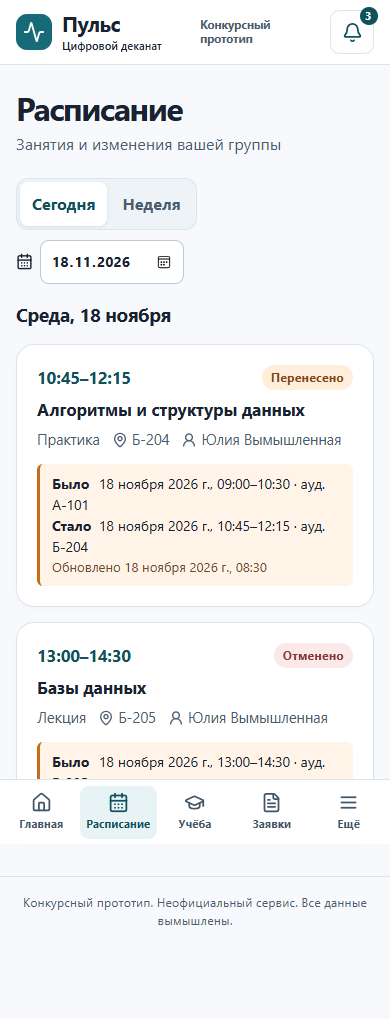 Пульс
Цифровой деканат
Конкурсный
прототип
3
Расписание
Занятия и изменения вашей группы
Сегодня
Неделя
18.11.2026
Среда, 18 ноября
10:45–12:15
Перенесено
Алгоритмы и структуры данных
Практика Б-204 Юлия Вымышленная
Было 18 ноября 2026 г., 09:00–10:30 · ауд.
А-101
Стало 18 ноября 2026 г., 10:45–12:15 · ауд.
Б-204
Обновлено 18 ноября 2026 г., 08:30
13:00–14:30
Отменено
Базы данных
Лекция Б-205 Юлия Вымышленная
Было 18 ноября 2026 г., 13:00–14:30 · ауд.
Главная
Расписание
Учёба
Заявки
Ещё
Конкурсный прототип. Неофициальный сервис. Все данные
вымышлены.